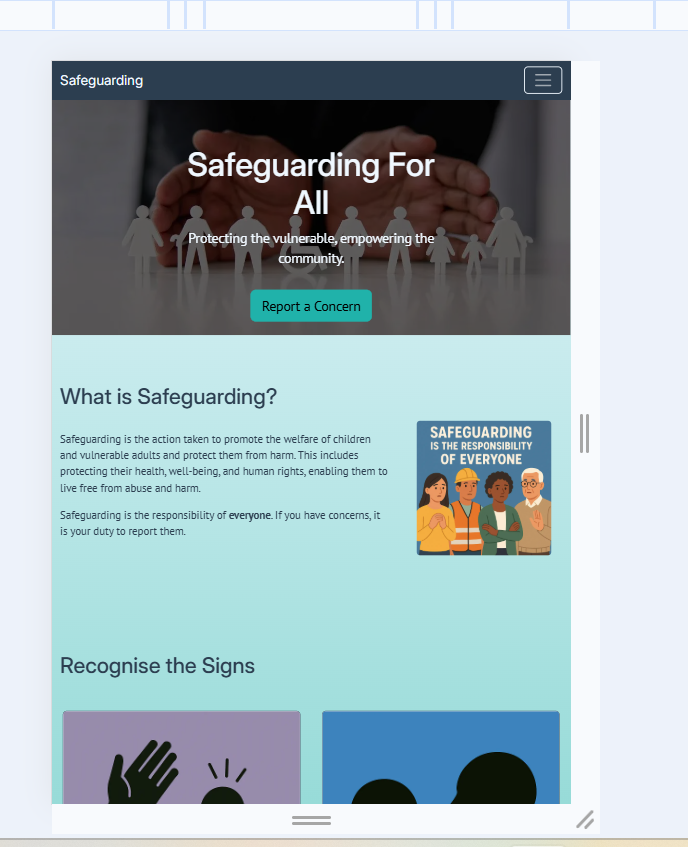 Safeguarding
Safeguarding For
All
Protecting the vulnerable, empowering the
community.
Report a Concern
What is Safeguarding?
Safeguarding is the action taken to promote the welfare of children
and vulnerable adults and protect them from harm. This includes
protecting their health, well-being, and human rights, enabling them to
live free from abuse and harm.
Safeguarding is the responsibility of everyone. If you have concerns, it
is your duty to report them.
SAFEGUARDING
IS THE RESPONSIBILITY
OF EVERYONE
Recognise the Signs